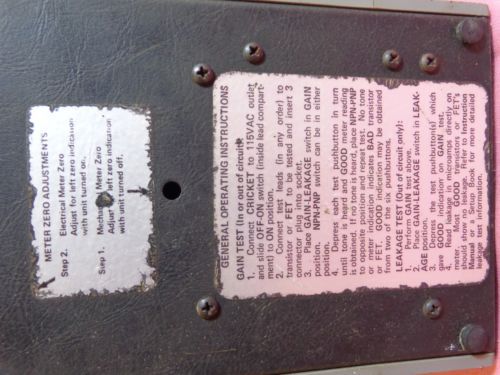 METER ZERO ADJUSTMENTS
Step 2. Electrical Meter Zero
Adjust for left zero indication
with unit turned on.
Step 1. Mechanical Meter Zero
Adjust for left zero indication
with unit turned off.
GENERAL OPERATING INSTRUCTIONS
GAIN TEST (in or out of circuit):
1. Connect CRICKET to 115VAC outlet,
and slide OFF-ON switch (inside lead compart-
ment) to ON position.
2. Connect test leads (in any order) to
transistor or FET to be tested and insert 3
connector plug into socket.
3. Place GAIN-LEAKAGE switch in GAIN
position. NPN-PNP switch can be in either
position.
4. Depress each test pushbutton in turn
until tone is heard and GOOD meter reading
is obtained. If no tone is heard, place NPN-PNP
to opposite position and repeat test. No tone
or meter indication indicates BAD transistor
or FET. A GOOD indication may be obtained
from two of the six pushbuttons.
LEAKAGE TEST (Out of circuit only):
1. Perform GAIN test above.
2. Place GAIN-LEAKAGE switch in LEAK-
AGE position.
3. Depress the test pushbutton(s) which
gave GOOD indication on GAIN test.
4. Read leakage in microamps directly on
meter. Most GOOD transistors or FET's
should show no leakage. Refer to Instruction
Manual or a Setup Book for more detailed
leakage test information.